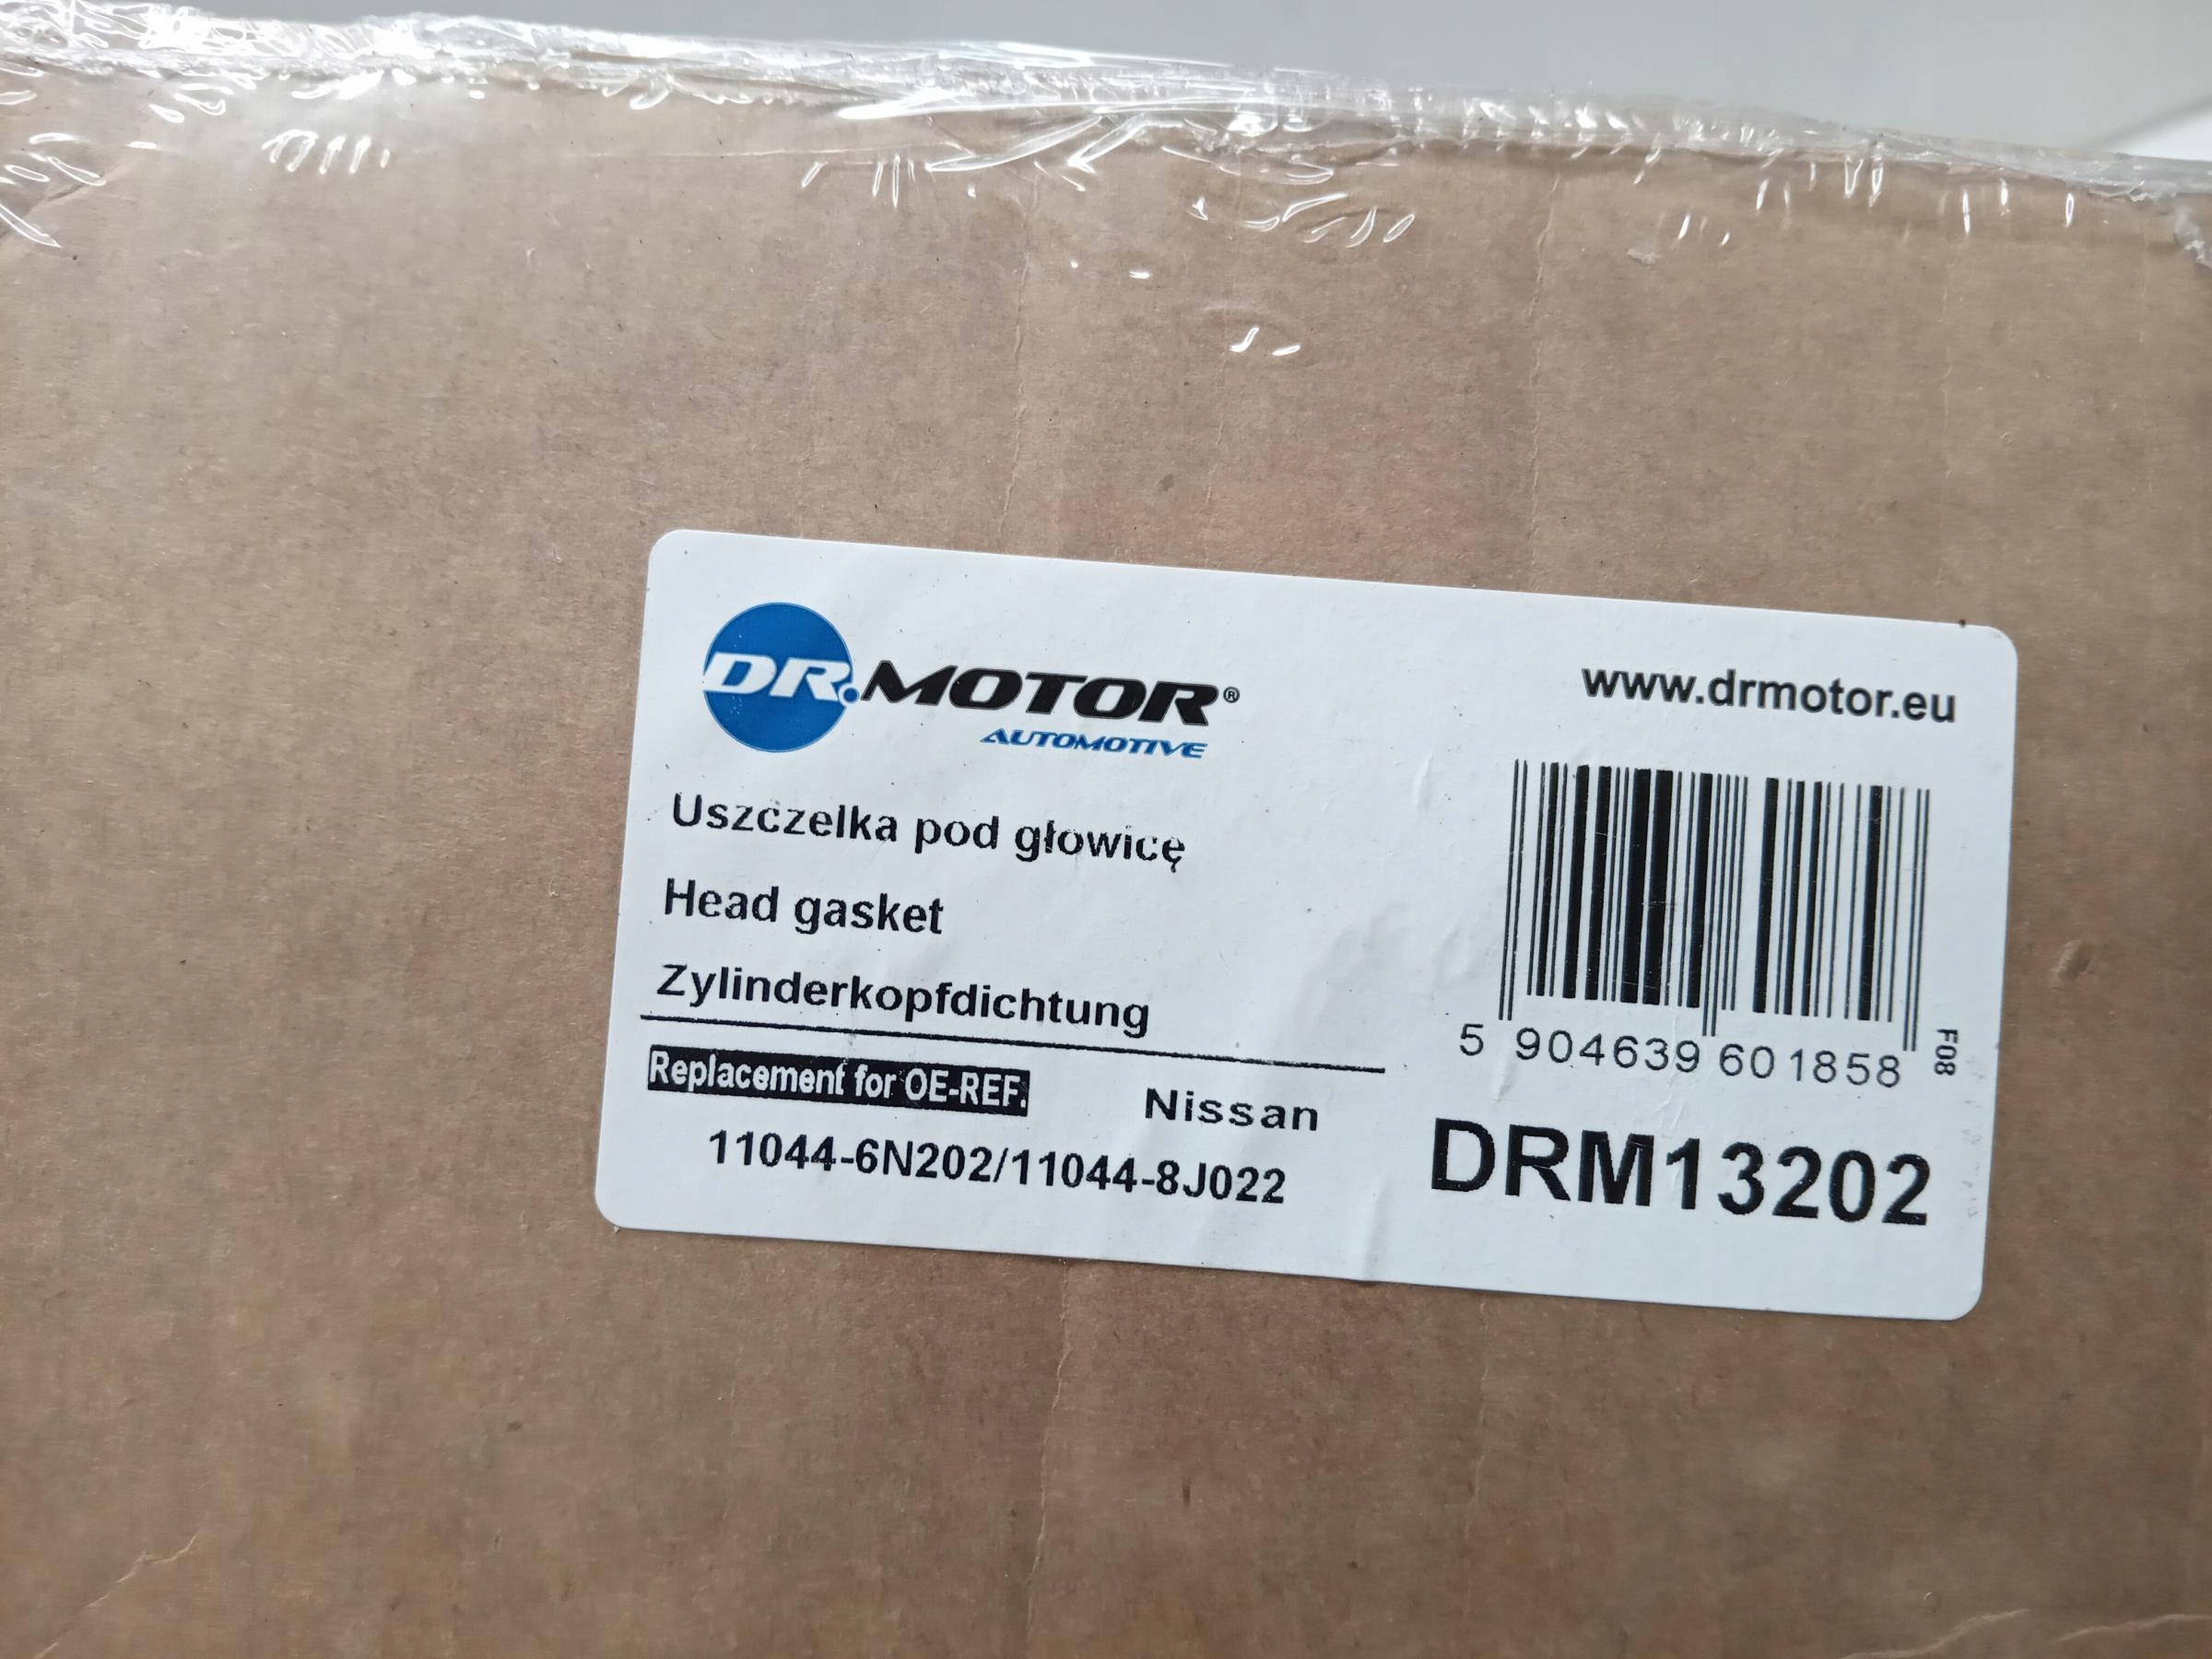 DR.MOTOR®
AUTOMOTIVE
www.drmotor.eu
Uszczelka pod głowicę
Head gasket
Zylinderkopfdichtung
5 904639 601858
F08
Replacement for OE-REF.
Nissan
11044-6N202/11044-8J022
DRM13202